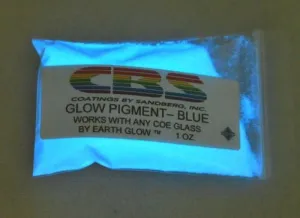 CBS
COATINGS BY SANDBERG, INC.
GLOW PIGMENT- BLUE
WORKS WITH ANY COE GLASS
BY EARTH GLOW ™ 1 OZ